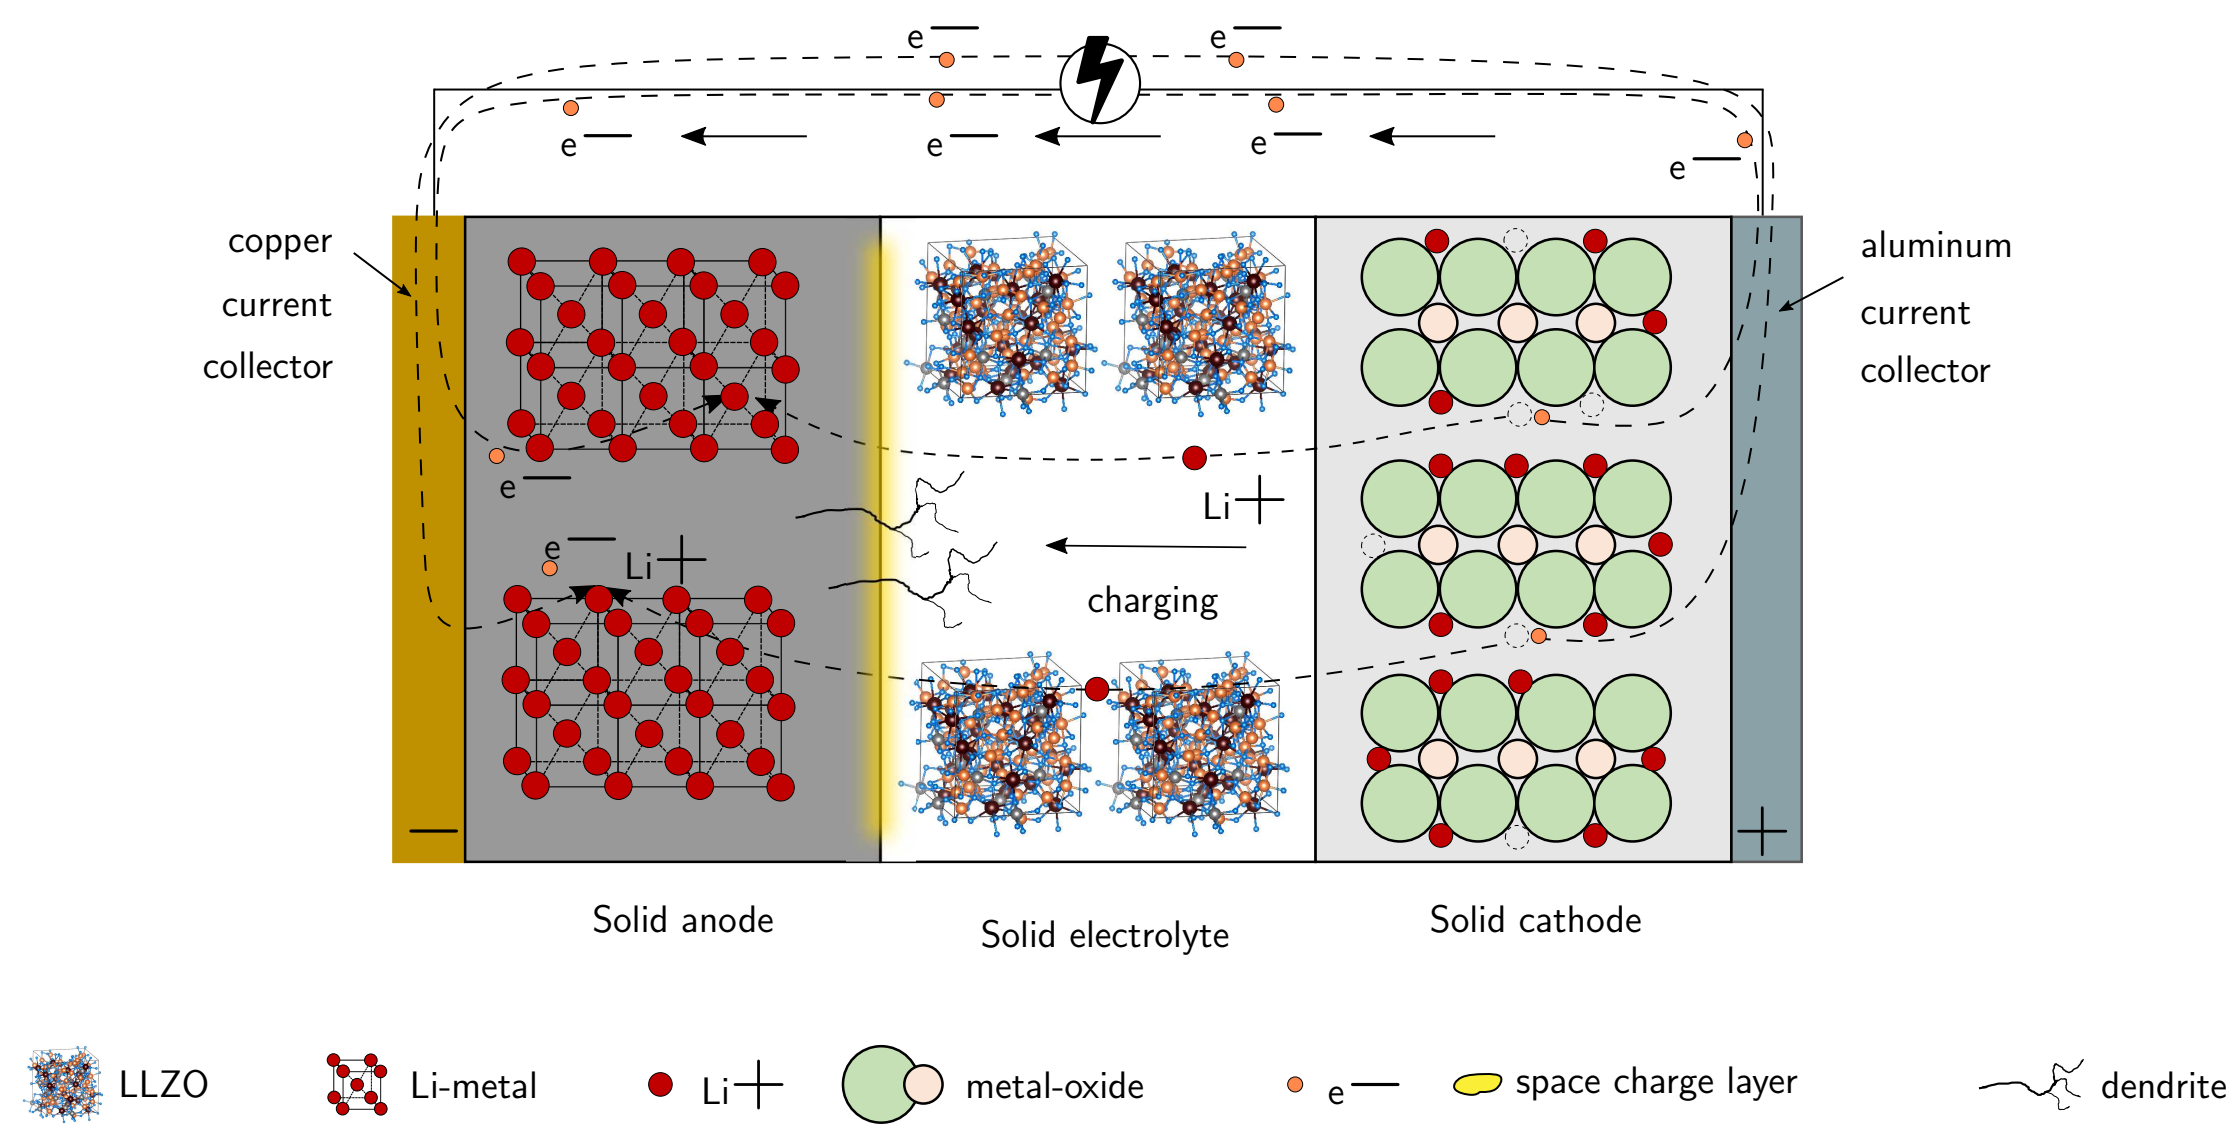 e—
e—
e—
e—
e—
e—
copper
current
collector
aluminum
current
collector
e—
Li+
e—
Li+
charging
—
+
Solid anode
Solid electrolyte
Solid cathode
LLZO
Li-metal
Li+
metal-oxide
e—
space charge layer
dendrite